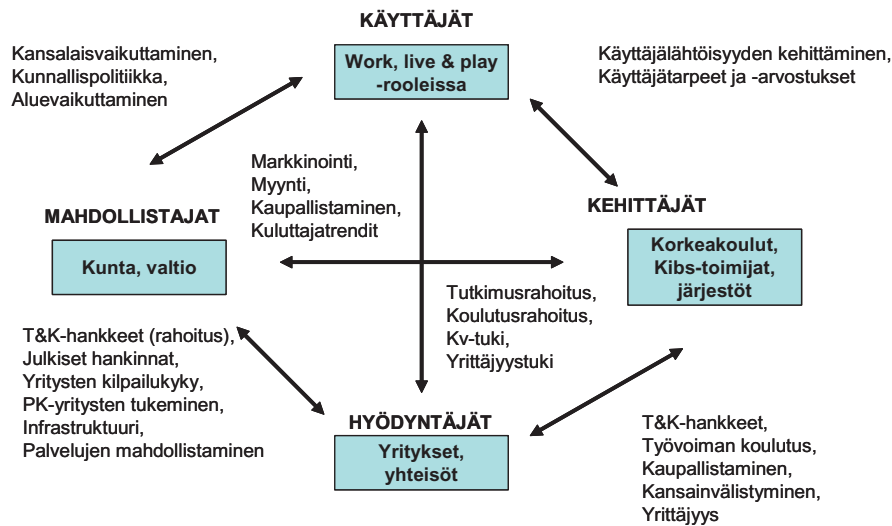 KÄYTTÄJÄT
Work, live & play
-rooleissa
Kansalaisvaikuttaminen,
Kunnallispolitiikka,
Aluevaikuttaminen
Käyttäjälähtöisyyden kehittäminen,
Käyttäjätarpeet ja -arvostukset
Markkinointi,
Myynti,
Kaupallistaminen,
Kuluttajatrendit
MAHDOLLISTAJAT
Kunta, valtio
KEHITTÄJÄT
Korkeakoulut,
Kibs-toimijat,
järjestöt
Tutkimusrahoitus,
Koulutusrahoitus,
Kv-tuki,
Yrittäjyystuki
T&K-hankkeet (rahoitus),
Julkiset hankinnat,
Yritysten kilpailukyky,
PK-yritysten tukeminen,
Infrastruktuuri,
Palvelujen mahdollistaminen
HYÖDYNTÄJÄT
Yritykset,
yhteisöt
T&K-hankkeet,
Työvoiman koulutus,
Kaupallistaminen,
Kansainvälistyminen,
Yrittäjyys